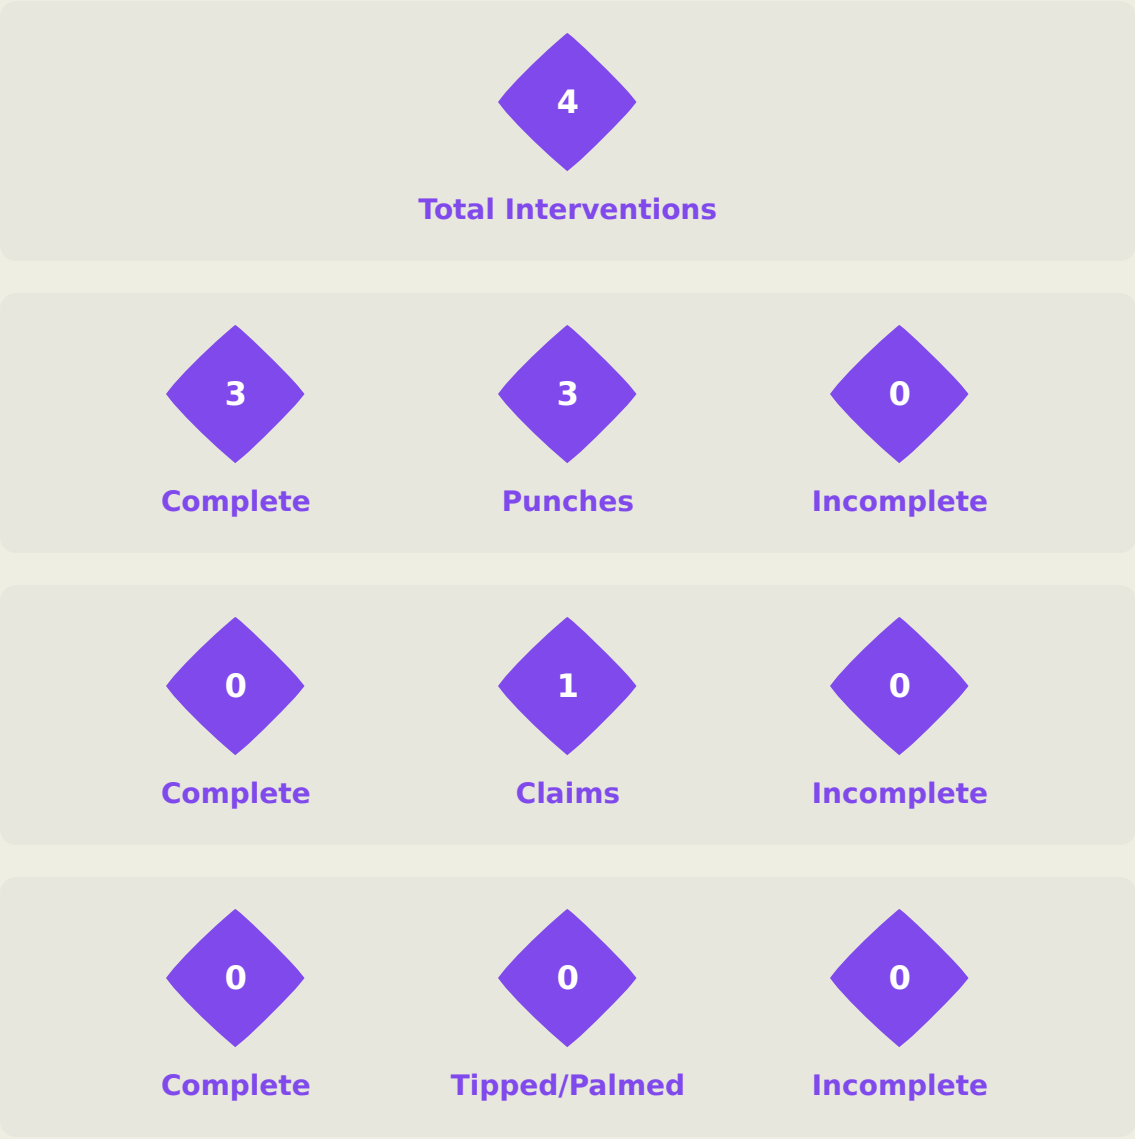 4
Total Interventions
3 3 0
Complete Punches Incomplete
0 1 0
Complete Claims Incomplete
0 0 0
Complete Tipped/Palmed Incomplete